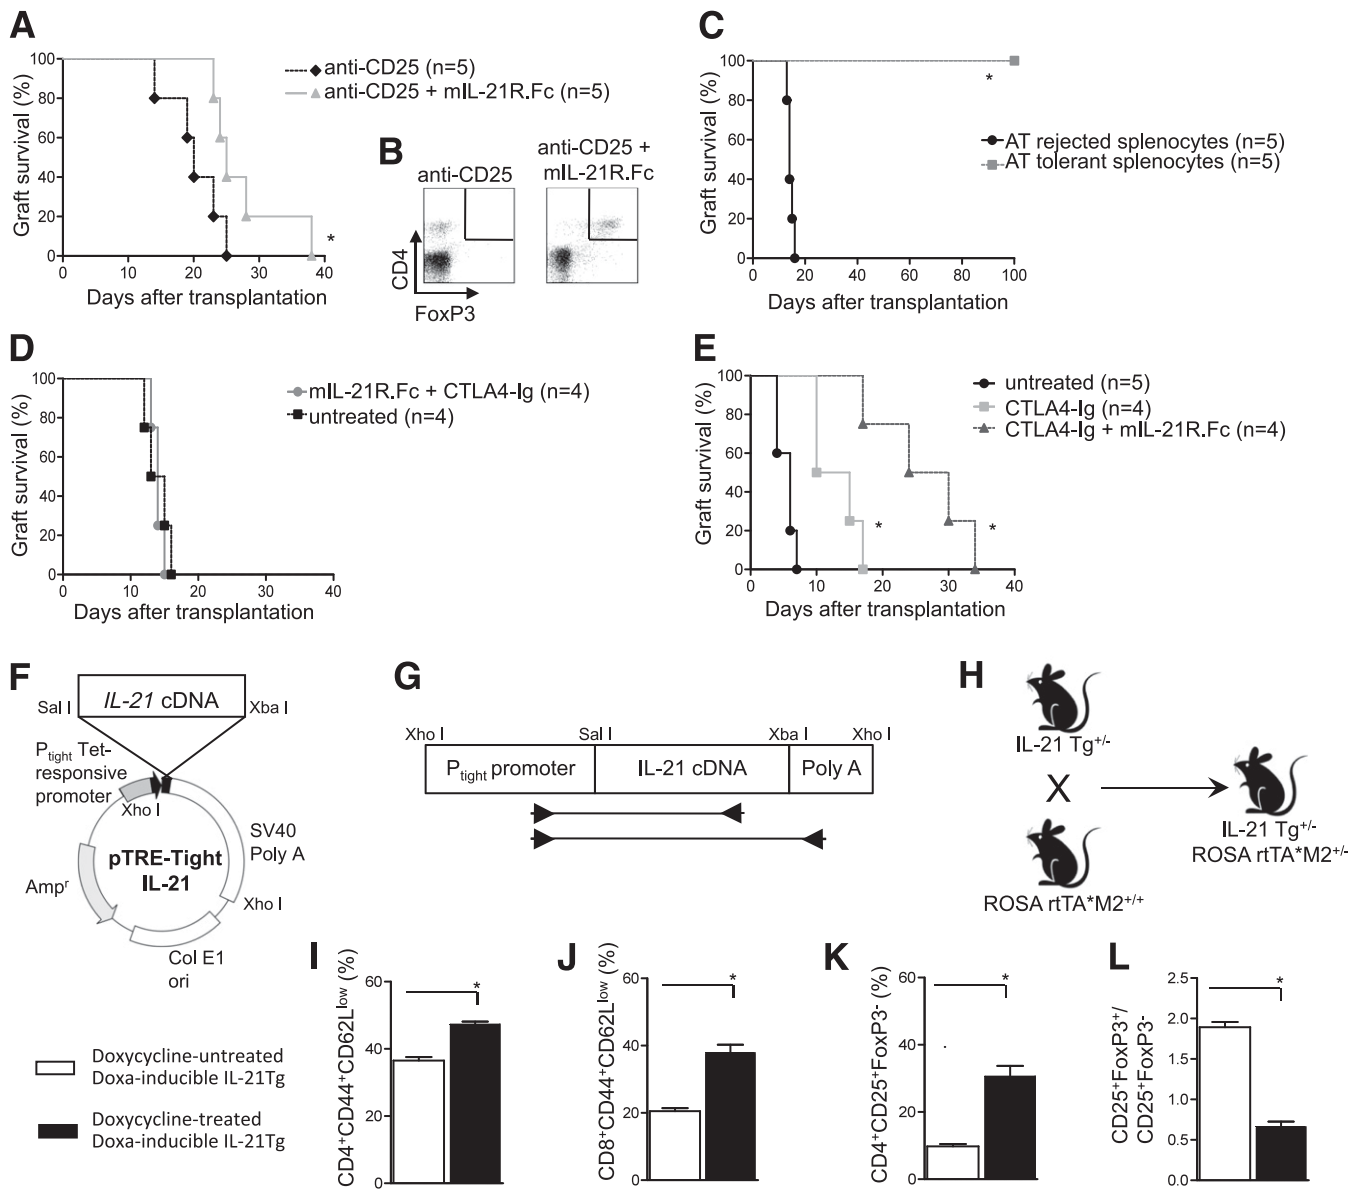 A
Graft survival (%)
100
80
60
40
20
0
0 10 20 30 40
Days after transplantation
anti-CD25 (n=5)
anti-CD25 + mIL-21R.Fc (n=5)
*
B
anti-CD25
anti-CD25 +
mIL-21R.Fc
CD4
FoxP3
C
Graft survival (%)
100
80
60
40
20
0
0 20 40 60 80 100
Days after transplantation
*
AT rejected splenocytes (n=5)
AT tolerant splenocytes (n=5)
D
Graft survival (%)
100
80
60
40
20
0
0 10 20 30 40
Days after transplantation
mIL-21R.Fc + CTLA4-Ig (n=4)
untreated (n=4)
E
Graft survival (%)
100
80
60
40
20
0
0 10 20 30 40
Days after transplantation
* *
untreated (n=5)
CTLA4-Ig (n=4)
CTLA4-Ig + mIL-21R.Fc (n=4)
F
IL-21 cDNA
Sal I
Xba I
Ptight Tet-
responsive
promoter
Xho I
pTRE-Tight
IL-21
SV40
Poly A
Ampr
Xho I
Col E1
ori
G
Xho I Sal I Xba I Xho I
Ptight promoter IL-21 cDNA Poly A
H
IL-21 Tg+/-
X
ROSA rtTA*M2+/+
IL-21 Tg+/-
ROSA rtTA*M2+/-
Doxycycline-untreated
Doxa-inducible IL-21Tg
Doxycycline-treated
Doxa-inducible IL-21Tg
I
CD4+CD44+CD62Llow (%)
60
40
20
0
*
J
CD8+CD44+CD62Llow (%)
60
40
20
0
*
K
CD4+CD25+FoxP3- (%)
60
40
20
0
*
L
CD25+FoxP3+/
CD25+FoxP3-
2.5
2.0
1.5
1.0
0.5
0.0
*